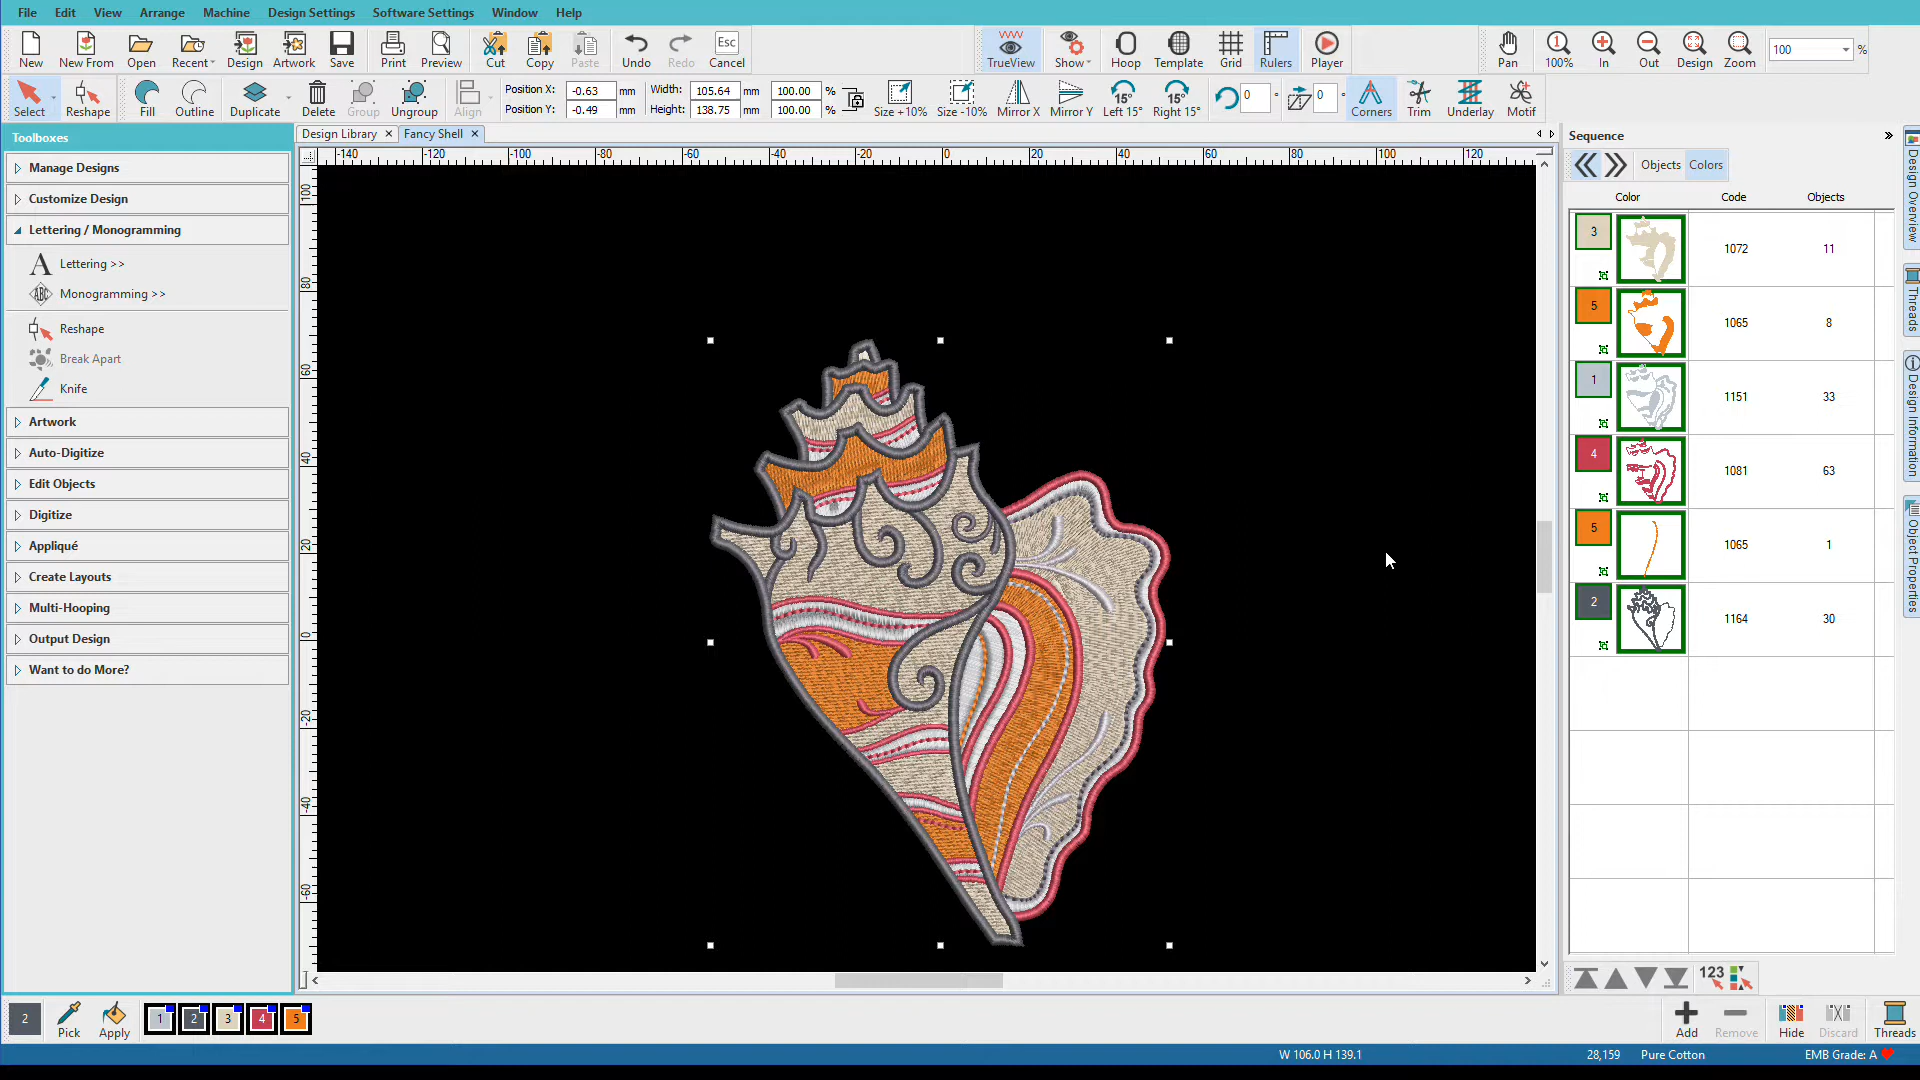 File Edit View Arrange Machine Design Settings Software Settings Window Help
New New From Open Recent Design Artwork Save Print Preview Cut Copy Paste Undo Redo Esc Cancel TrueView Show Hoop Template Grid Rulers Player Pan 1 100% In Out Design Zoom 100 %
Select Reshape Fill Outline Duplicate Delete Group Ungroup Align
Position X: -0.63 mm Width: 105.64 mm 100.00 %
Position Y: -0.49 mm Height: 138.75 mm 100.00 %
Size +10% Size -10% Mirror X Mirror Y 15° Left 15° 15° Right 15° 0 ° 0 ° Corners Trim Underlay Motif
Toolboxes
Manage Designs
Customize Design
Lettering / Monogramming
A Lettering >>
ABC Monogramming >>
Reshape
Break Apart
Knife
Artwork
Auto-Digitize
Edit Objects
Digitize
Appliqué
Create Layouts
Multi-Hooping
Output Design
Want to do More?
Design Library Fancy Shell
-140 -120 -100 -80 -60 -40 -20 0 20 40 60 80 100 120
100
80
60
40
20
0
-20
-40
-60
Sequence
Objects Colors
Color Code Objects
3 1072 11
5 1065 8
1 1151 33
4 1081 63
5 1065 1
2 1164 30
Design Overview
Threads
Design Information
Object Properties
123
2 Pick Apply 1 2 3 4 5
Add Remove Hide Discard Threads
W 106.0 H 139.1 28,159 Pure Cotton EMB Grade: A